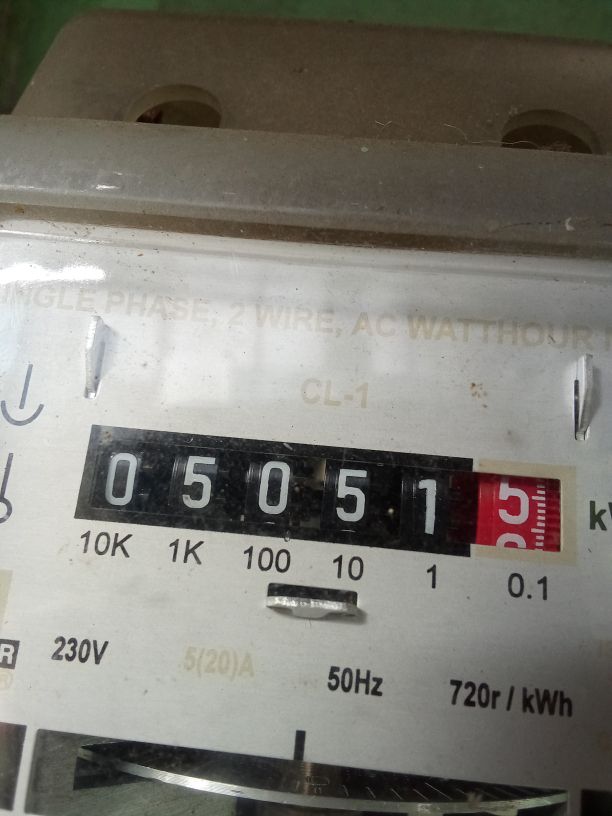 SINGLE PHASE, 2 WIRE, AC WATTHOUR
CL-1
0 5 0 5 1 5
10K 1K 100 10 1 0.1
230V 5(20)A 50Hz 720r / kWh